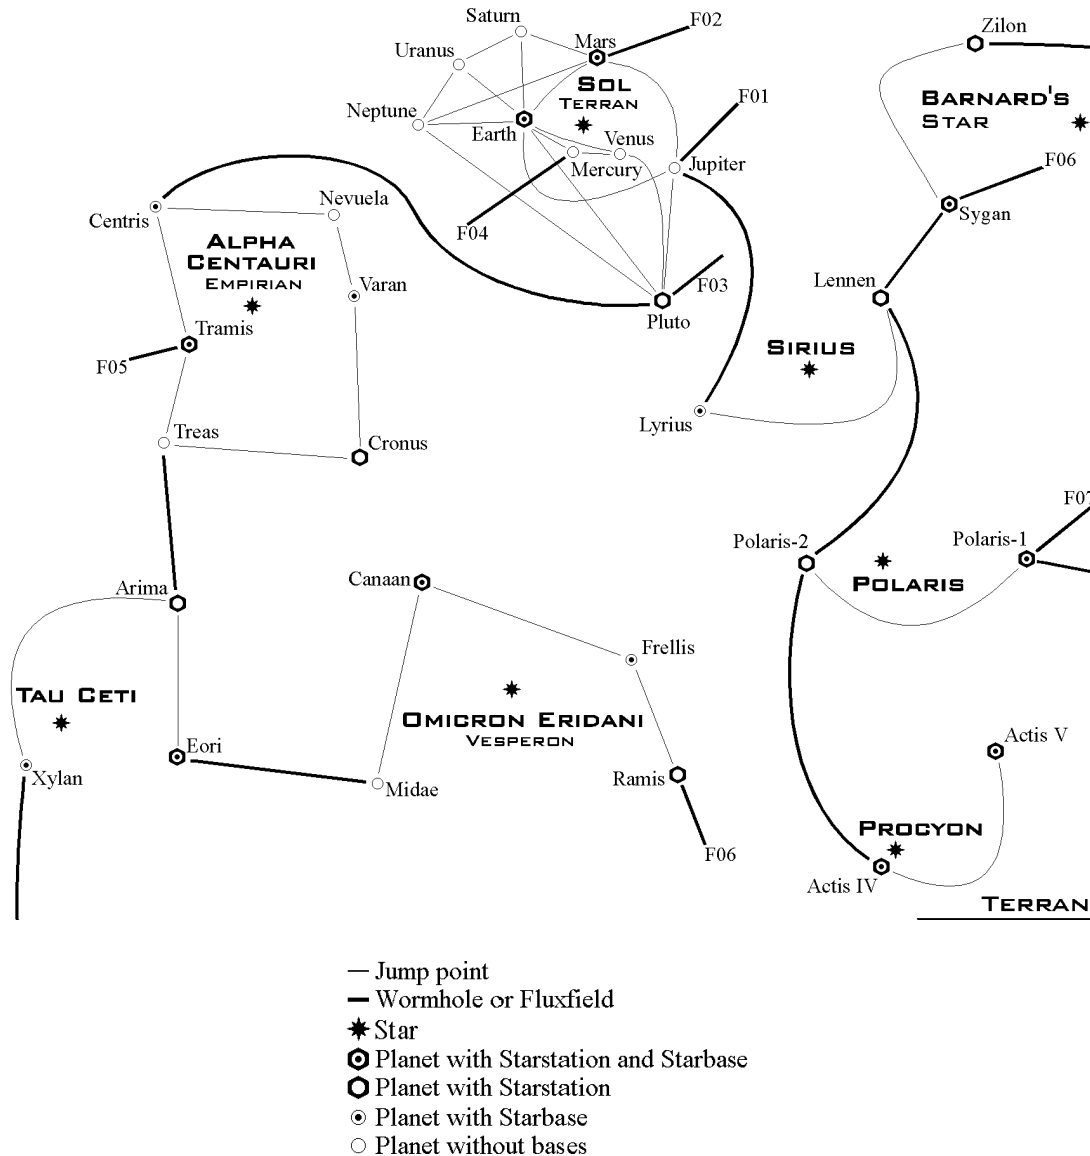 Saturn
F02
Zilon
Mars
Uranus
SOL
TERRAN
BARNARD'S
STAR
F01
Neptune
Earth
Venus
Mercury
Jupiter
F06
Nevuela
Centris
F04
Sygan
ALPHA
CENTAURI
EMPIRIAN
Varan
F03
Lennen
Pluto
Tramis
SIRIUS
F05
Lyrius
Treas
Cronus
F07
Polaris-2
Polaris-1
POLARIS
Arima
Canaan
Frellis
TAU CETI
OMICRON ERIDANI
VESPERON
Actis V
Eori
Xylan
Midae
Ramis
PROCYON
F06
Actis IV
TERRAN
Jump point
Wormhole or Fluxfield
Star
Planet with Starstation and Starbase
Planet with Starstation
Planet with Starbase
Planet without bases